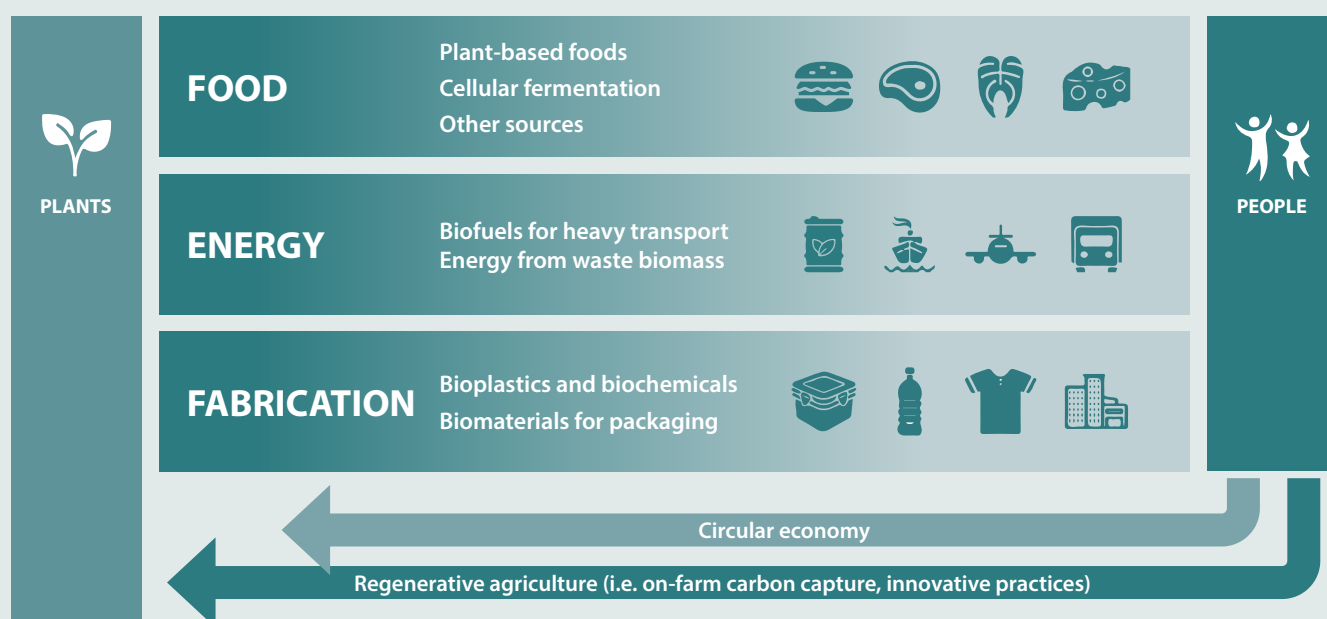 PLANTS
FOOD
Plant-based foods
Cellular fermentation
Other sources
ENERGY
Biofuels for heavy transport
Energy from waste biomass
FABRICATION
Bioplastics and biochemicals
Biomaterials for packaging
PEOPLE
Circular economy
Regenerative agriculture (i.e. on-farm carbon capture, innovative practices)